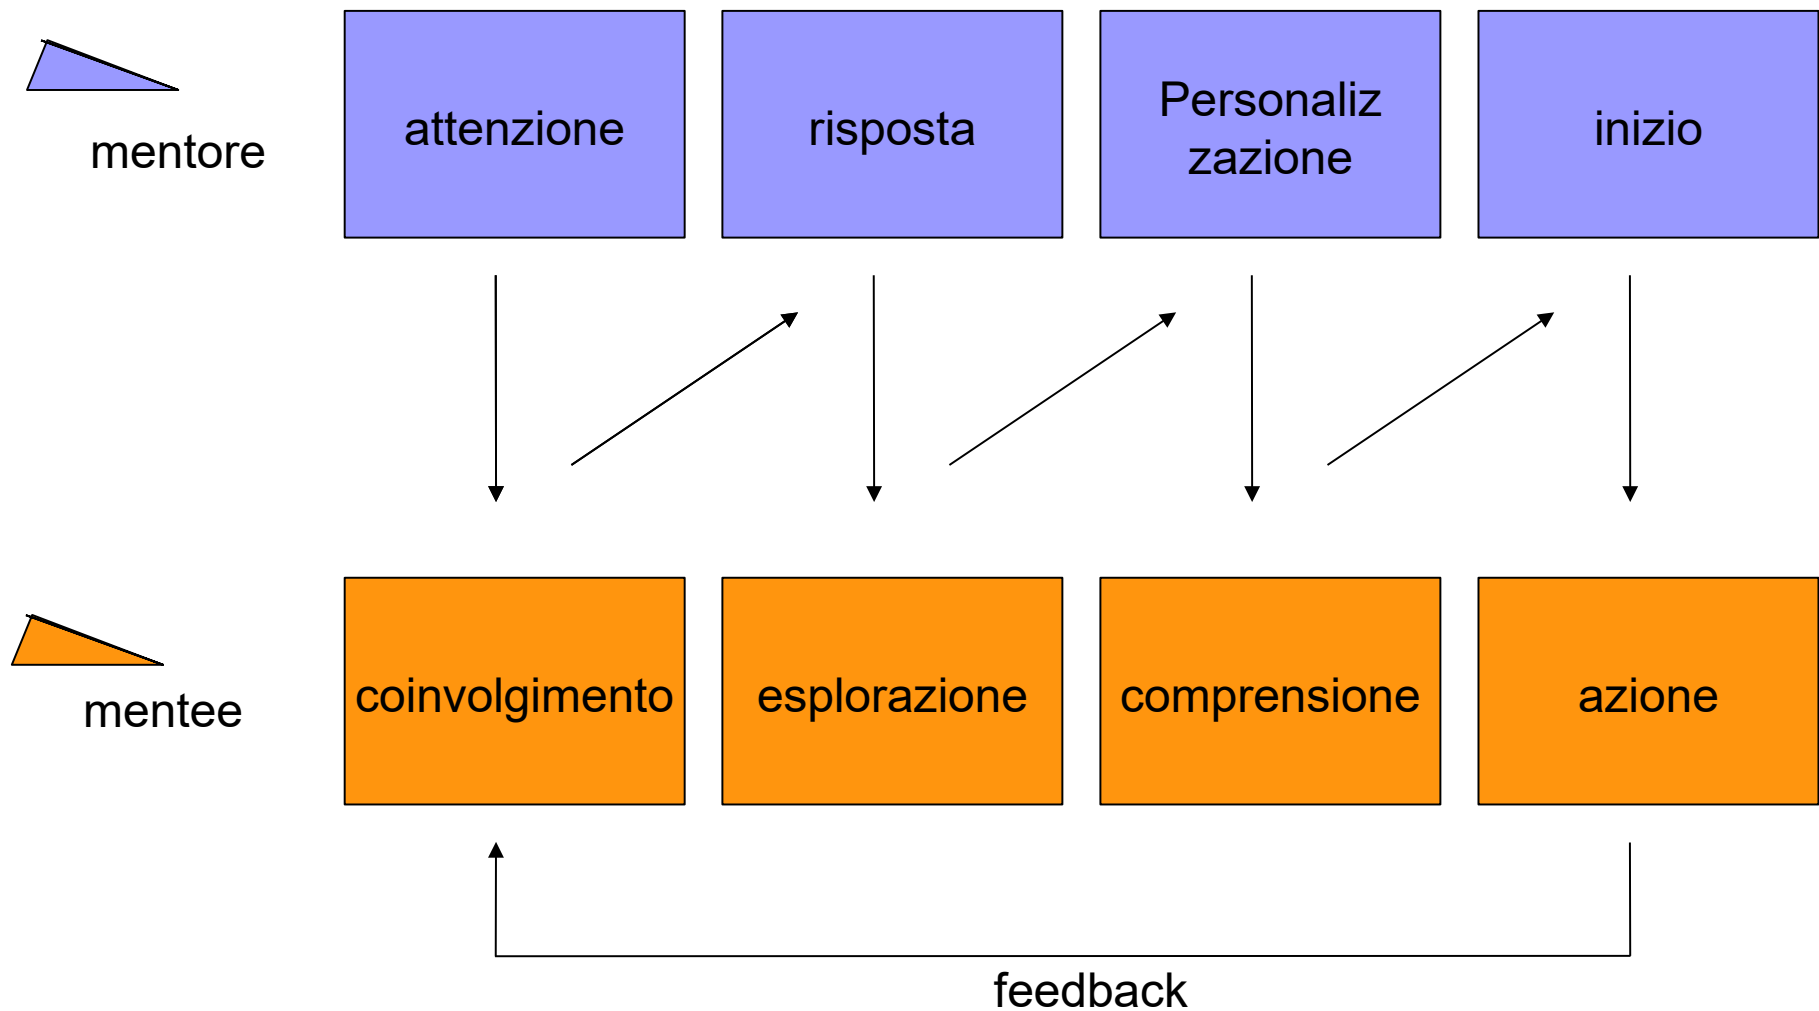 mentore
attenzione
risposta
Personaliz
zazione
inizio
mentee
coinvolgimento
esplorazione
comprensione
azione
feedback